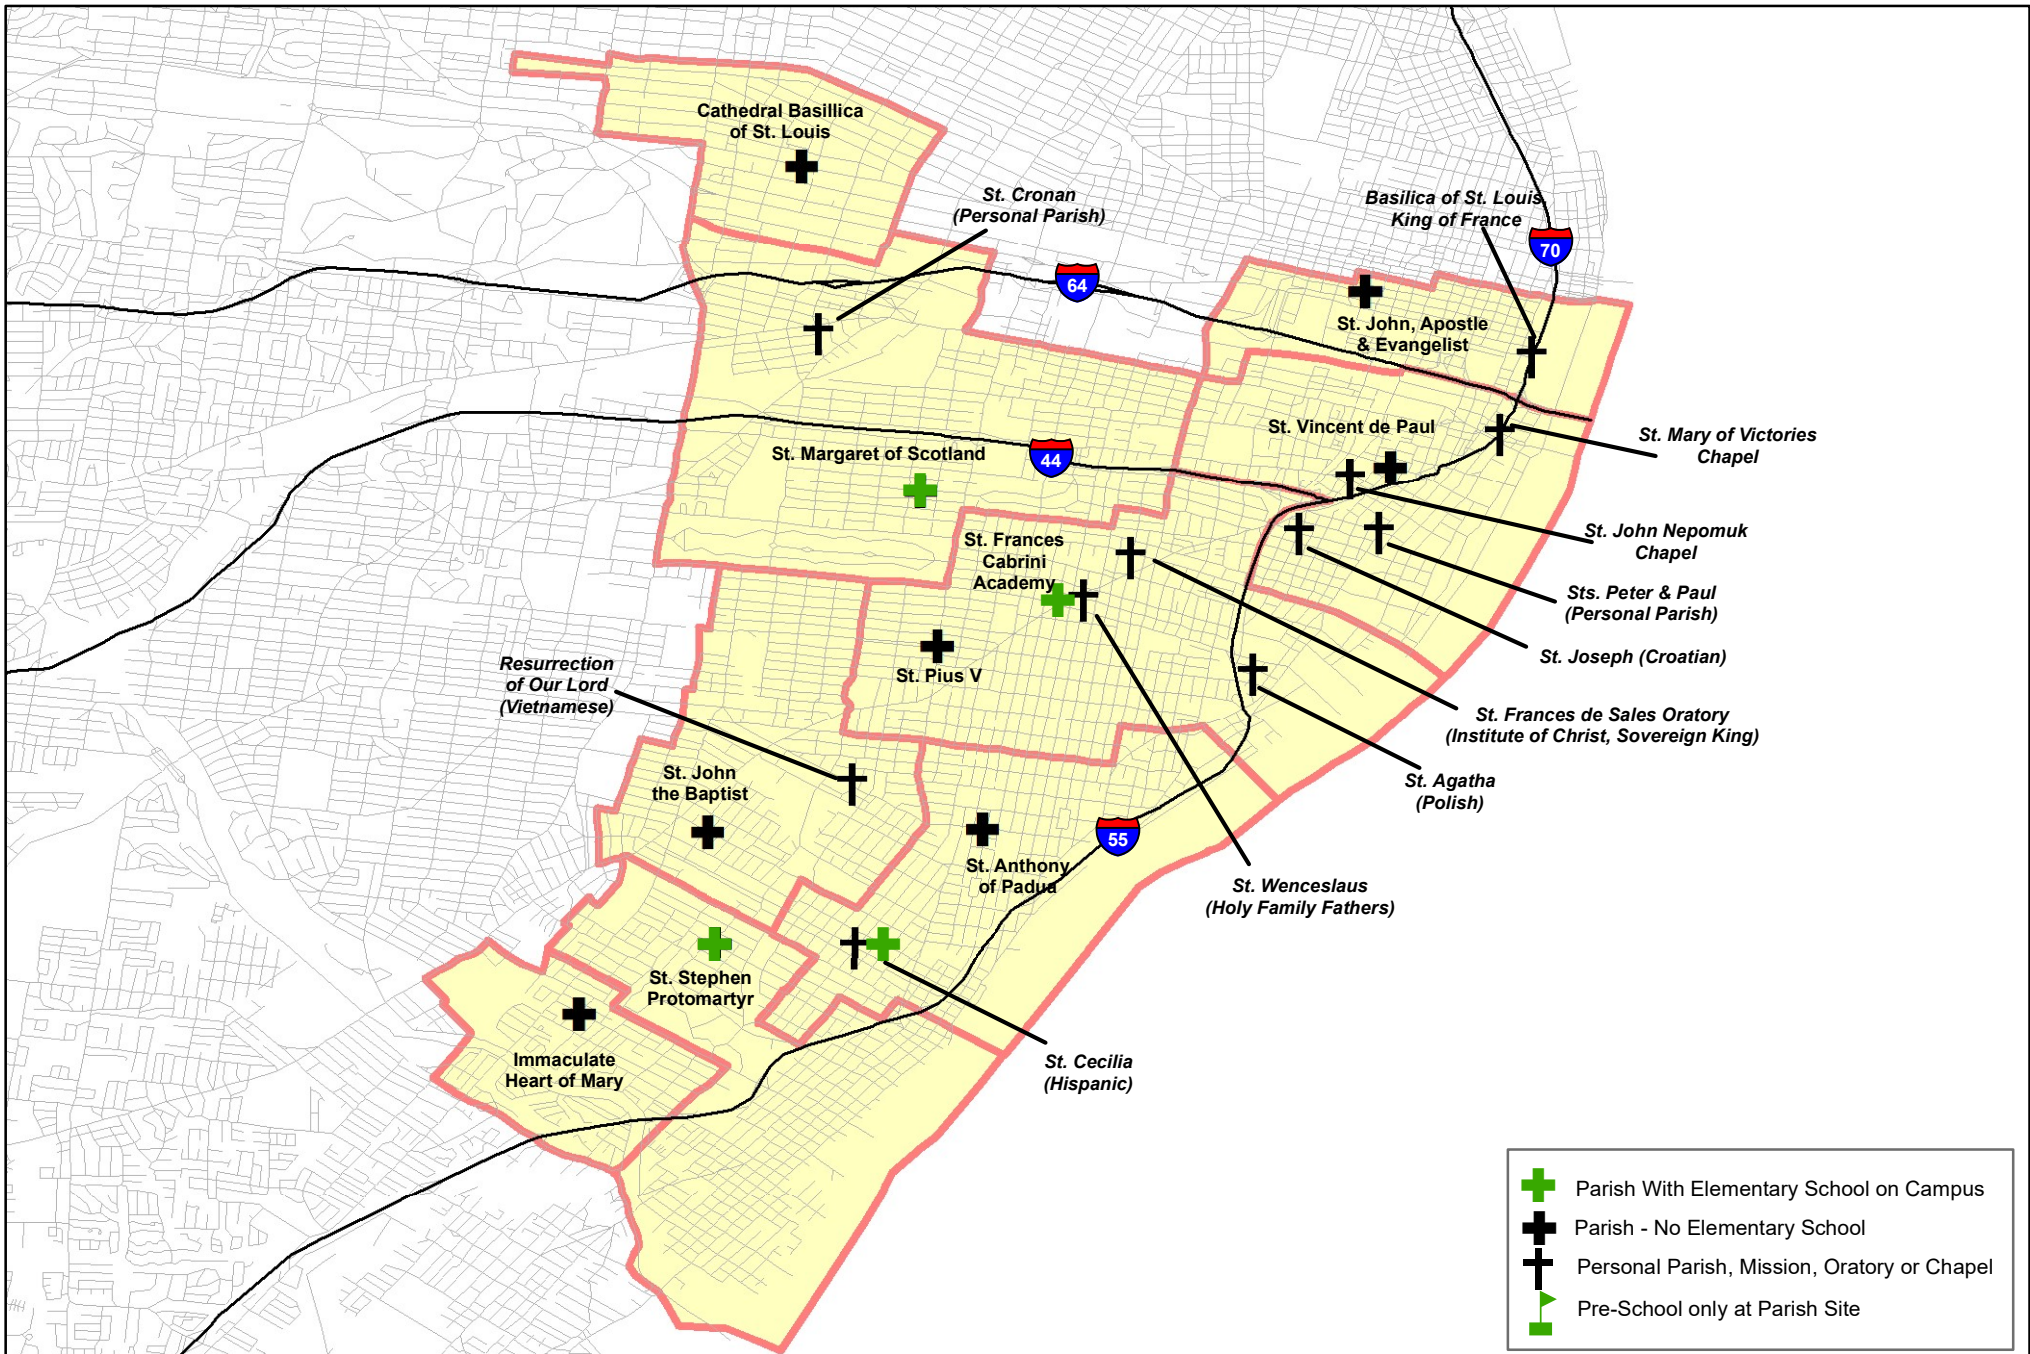 Cathedral Basillica
of St. Louis
St. Cronan
(Personal Parish)
Basilica of St. Louis
King of France
70
64
St. John, Apostle
& Evangelist
St. Vincent de Paul
St. Mary of Victories
Chapel
St. Margaret of Scotland
44
St. John Nepomuk
Chapel
St. Frances
Cabrini
Academy
Sts. Peter & Paul
(Personal Parish)
St. Joseph (Croatian)
Resurrection
of Our Lord
(Vietnamese)
St. Pius V
St. Frances de Sales Oratory
(Institute of Christ, Sovereign King)
St. Agatha
(Polish)
St. John
the Baptist
55
St. Anthony
of Padua
St. Wenceslaus
(Holy Family Fathers)
St. Stephen
Protomartyr
Immaculate
Heart of Mary
St. Cecilia
(Hispanic)
Parish With Elementary School on Campus
Parish - No Elementary School
Personal Parish, Mission, Oratory or Chapel
Pre-School only at Parish Site